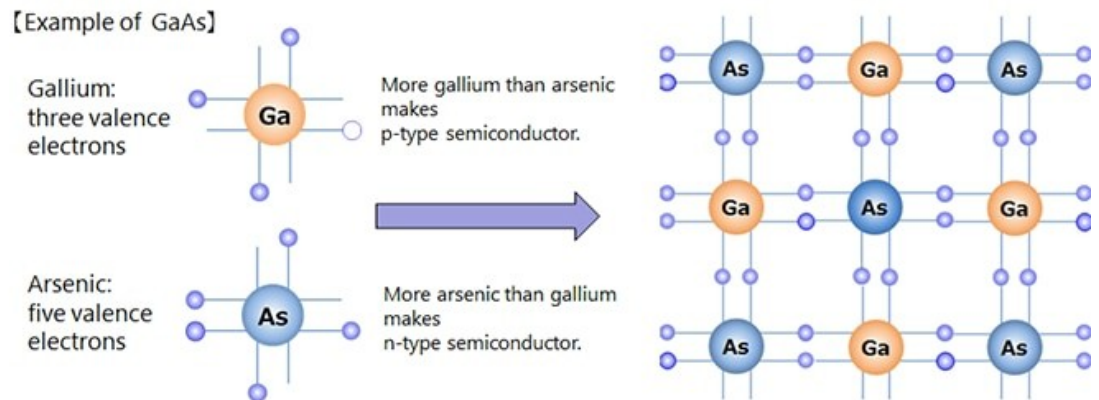 【Example of GaAs】
Gallium:
three valence
electrons
Ga
More gallium than arsenic
makes
p-type semiconductor.
Arsenic:
five valence
electrons
As
More arsenic than gallium
makes
n-type semiconductor.
As Ga As
Ga As Ga
As Ga As